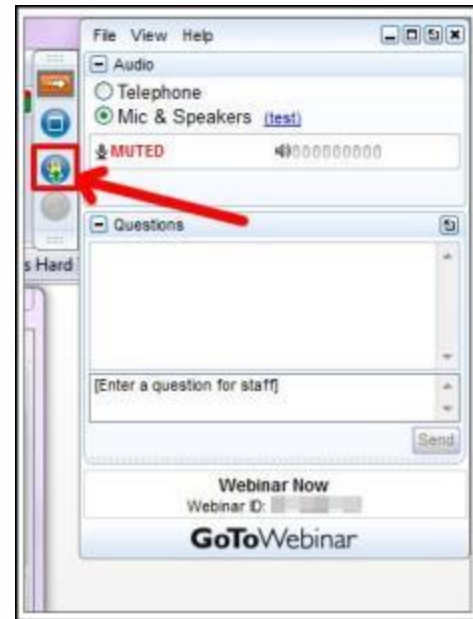 File View Help
Audio
Telephone
Mic & Speakers (test)
MUTED
Questions
s Hard
[Enter a question for staff]
Send
Webinar Now
Webinar ID:
GoToWebinar